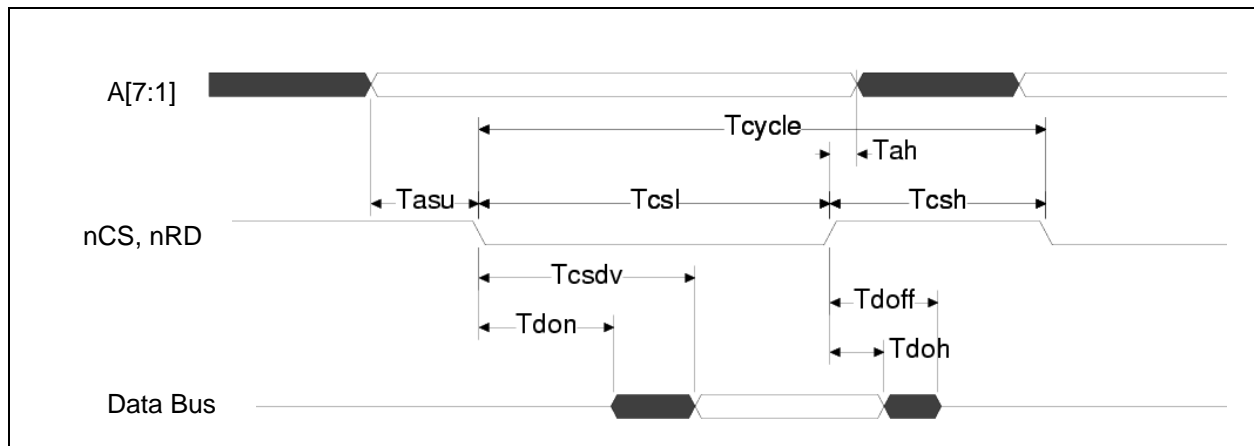 A[7:1]
Tcycle
Tah
Tasu
Tcsl
Tcsh
nCS, nRD
Tcsdv
Tdoff
Tdon
Tdoh
Data Bus